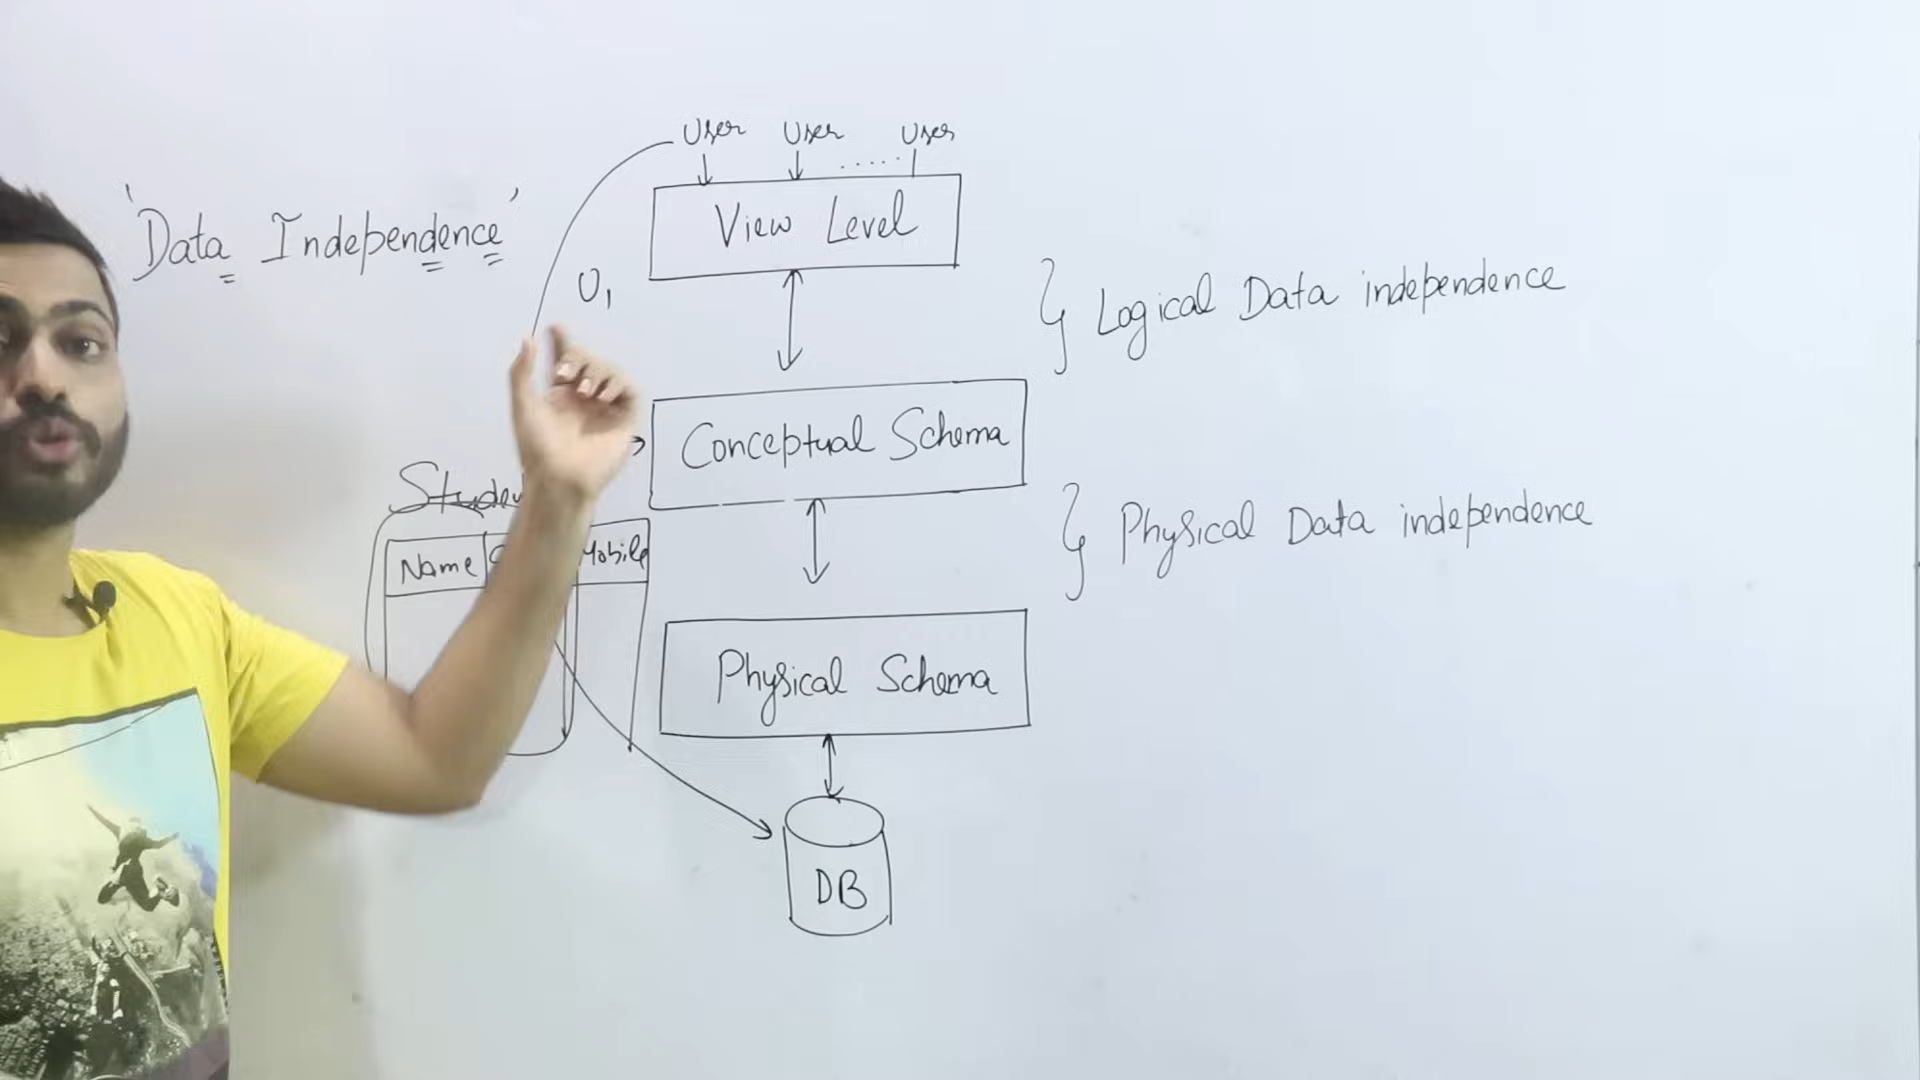 User User User
.....
'Data Independence'
View Level
U1
} Logical Data independence
Conceptual Schema
} Physical Data independence
Name
Mobile
Physical Schema
DB